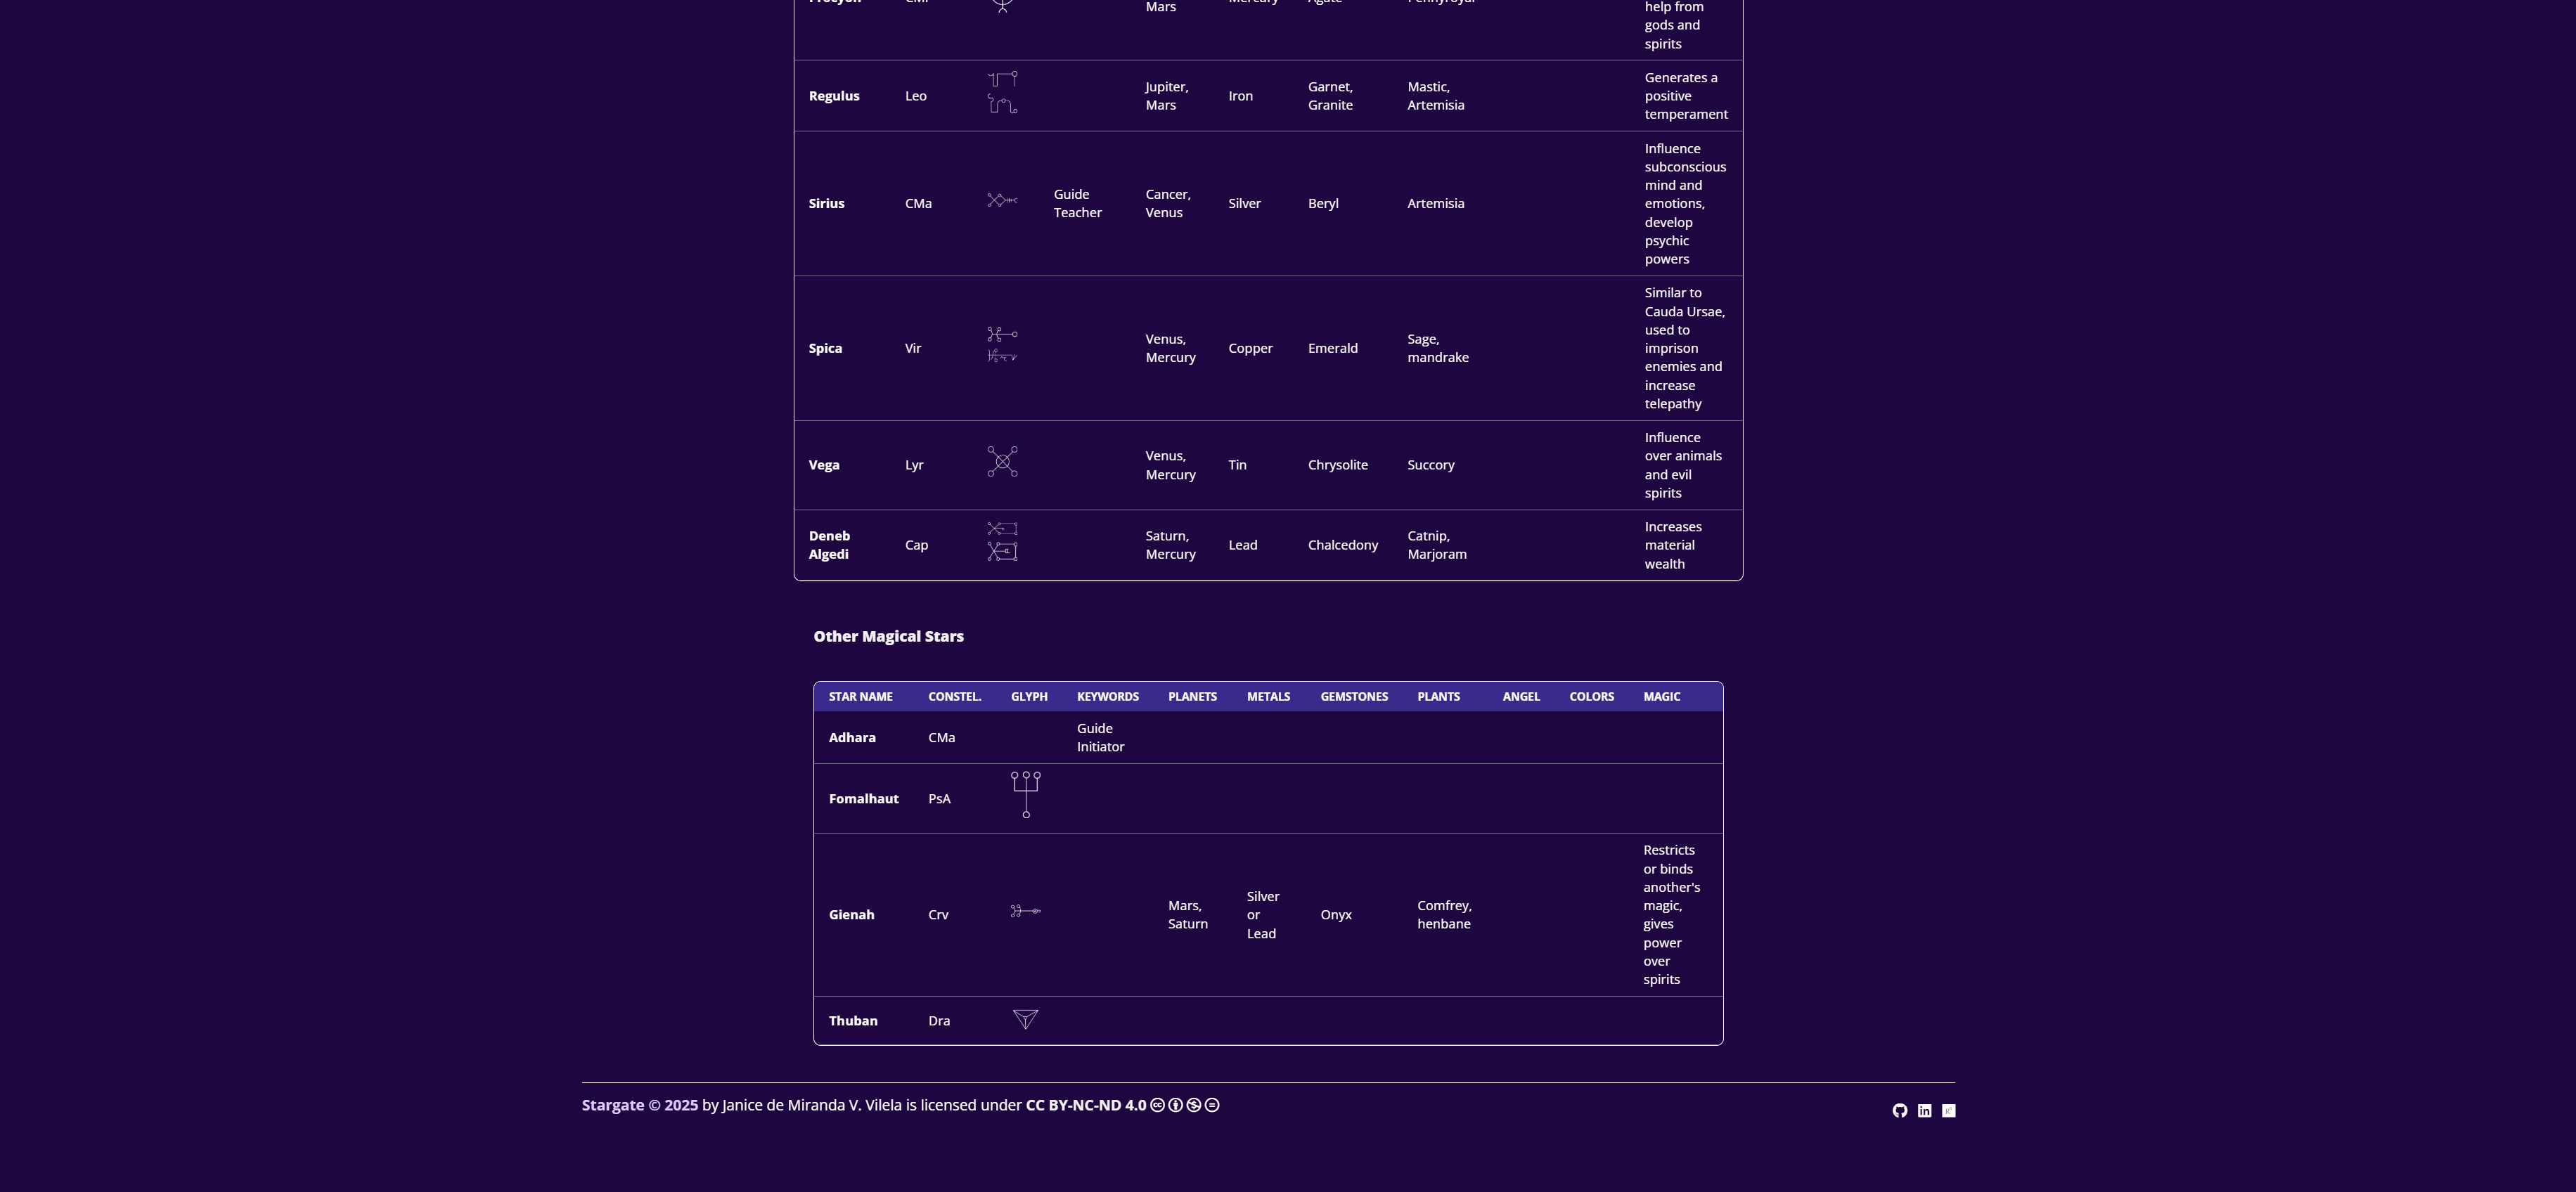 Procyon CMi Mars Mercury Agate Pennyroyal help from gods and spirits
Regulus Leo Jupiter, Mars Iron Garnet, Granite Mastic, Artemisia Generates a positive temperament
Sirius CMa Guide Teacher Cancer, Venus Silver Beryl Artemisia Influence subconscious mind and emotions, develop psychic powers
Spica Vir Venus, Mercury Copper Emerald Sage, mandrake Similar to Cauda Ursae, used to imprison enemies and increase telepathy
Vega Lyr Venus, Mercury Tin Chrysolite Succory Influence over animals and evil spirits
Deneb Algedi Cap Saturn, Mercury Lead Chalcedony Catnip, Marjoram Increases material wealth
Other Magical Stars
STAR NAME CONSTEL. GLYPH KEYWORDS PLANETS METALS GEMSTONES PLANTS ANGEL COLORS MAGIC
Adhara CMa Guide Initiator
Fomalhaut PsA
Gienah Crv Mars, Saturn Silver or Lead Onyx Comfrey, henbane Restricts or binds another's magic, gives power over spirits
Thuban Dra
Stargate © 2025 by Janice de Miranda V. Vilela is licensed under CC BY-NC-ND 4.0